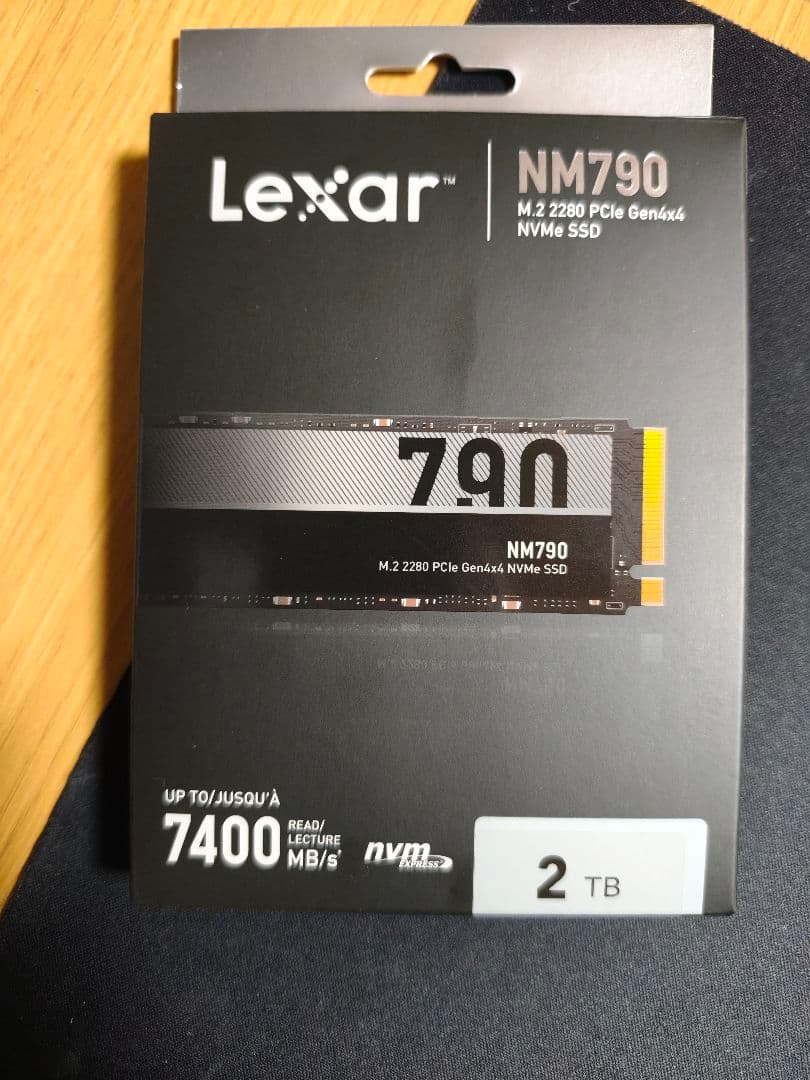 Lexar™
NM790
M.2 2280 PCIe Gen4x4
NVMe SSD
790
NM790
M.2 2280 PCIe Gen4x4 NVMe SSD
UP TO/JUSQU'À
7400 READ/
LECTURE
MB/s¹
nvm
EXPRESS
2 TB